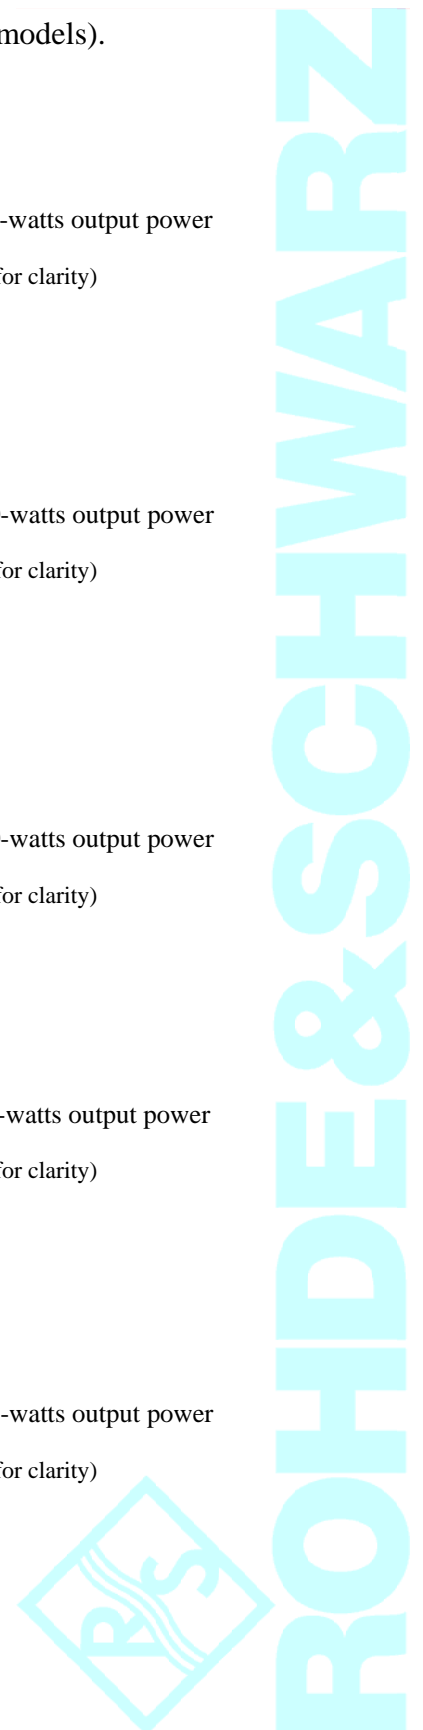 models).
-watts output power
for clarity)
-watts output power
for clarity)
-watts output power
for clarity)
-watts output power
for clarity)
-watts output power
for clarity)
ROHDE & SCHWARZ
RS